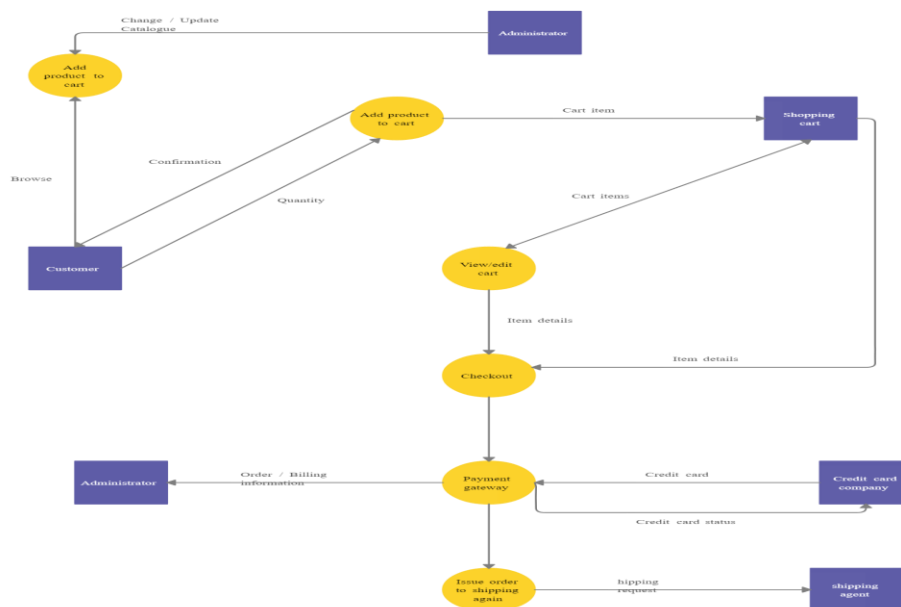 Change / Update
Catalogue
Administrator
Add
product to
cart
Add product
to cart
Cart item
Shopping
cart
Confirmation
Browse
Quantity
Cart items
Customer
View/edit
cart
Item details
Item details
Checkout
Administrator
Order / Billing
information
Payment
gateway
Credit card
Credit card
company
Credit card status
Issue order
to shipping
again
hipping
request
shipping
agent